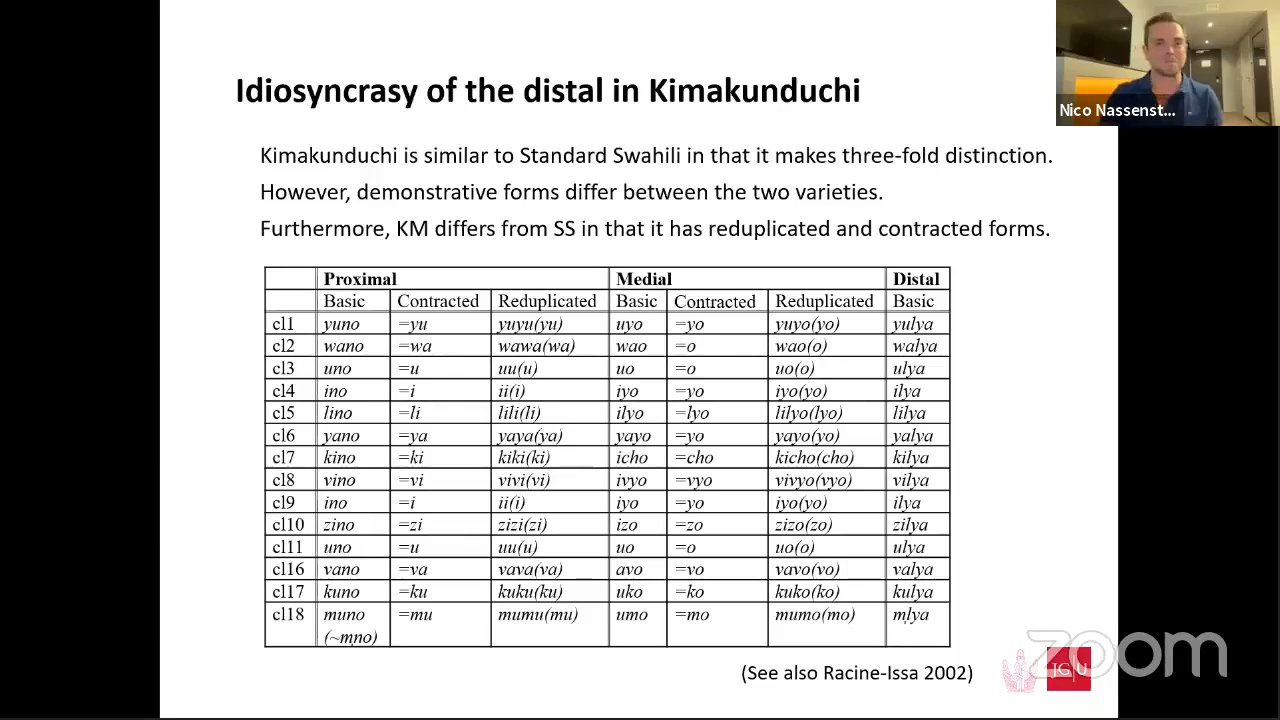 Idiosyncrasy of the distal in Kimakunduchi
Nico Nassenst...
Kimakunduchi is similar to Standard Swahili in that it makes three-fold distinction.
However, demonstrative forms differ between the two varieties.
Furthermore, KM differs from SS in that it has reduplicated and contracted forms.
Proximal Medial Distal
Basic Contracted Reduplicated Basic Contracted Reduplicated Basic
cl1 yuno =yu yuyu(yu) uyo =yo yuyo(yo) yulya
cl2 wano =wa wawa(wa) wao =o wao(o) walya
cl3 uno =u uu(u) uo =o uo(o) ulya
cl4 ino =i ii(i) iyo =yo iyo(yo) ilya
cl5 lino =li lili(li) ilyo =lyo lilyo(lyo) lilya
cl6 yano =ya yaya(ya) yayo =yo yayo(yo) yalya
cl7 kino =ki kiki(ki) icho =cho kicho(cho) kilya
cl8 vino =vi vivi(vi) ivyo =vyo vivyo(vyo) vilya
cl9 ino =i ii(i) iyo =yo iyo(yo) ilya
cl10 zino =zi zizi(zi) izo =zo zizo(zo) zilya
cl11 uno =u uu(u) uo =o uo(o) ulya
cl16 vano =va vava(va) avo =vo vavo(vo) valya
cl17 kuno =ku kuku(ku) uko =ko kuko(ko) kulya
cl18 muno =mu mumu(mu) umo =mo mumo(mo) m̩lya
(~m̩no)
(See also Racine-Issa 2002)
zoom
JG|U